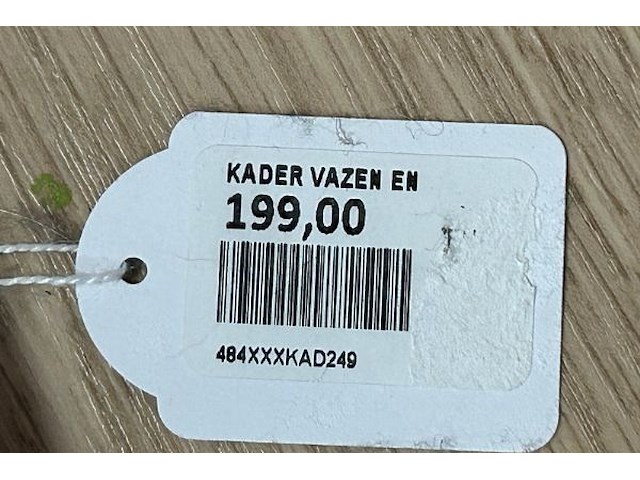 KADER VAZEN EN
199,00
484XXXKAD249